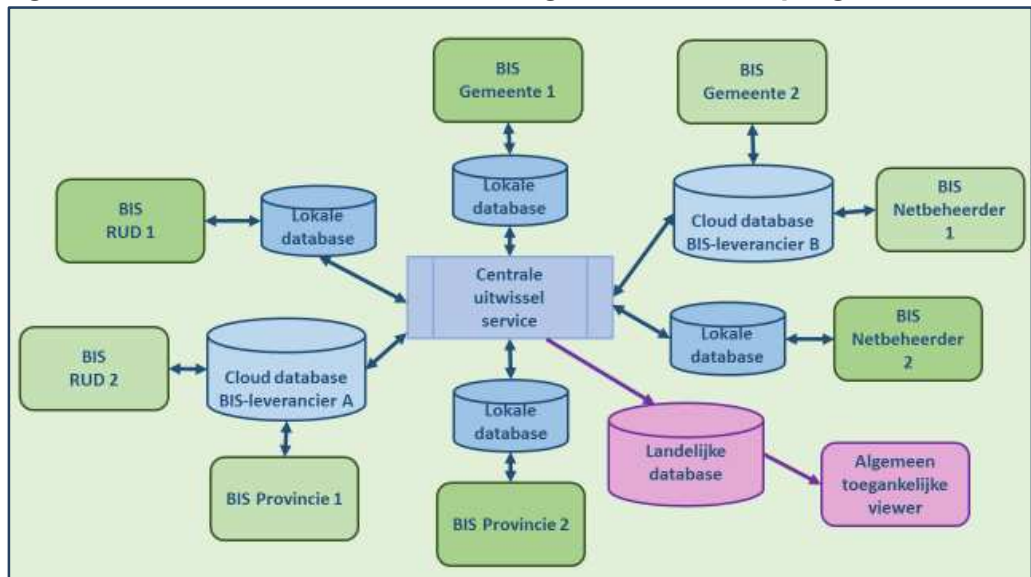 BIS
Gemeente 1
BIS
Gemeente 2
BIS
RUD 1
Lokale
database
Lokale
database
Cloud database
BIS-leverancier B
BIS
Netbeheerder
1
Centrale
uitwissel
service
BIS
RUD 2
Cloud database
BIS-leverancier A
Lokale
database
BIS
Netbeheerder
2
Lokale
database
Landelijke
database
Algemeen
toegankelijke
viewer
BIS Provincie 1
BIS Provincie 2